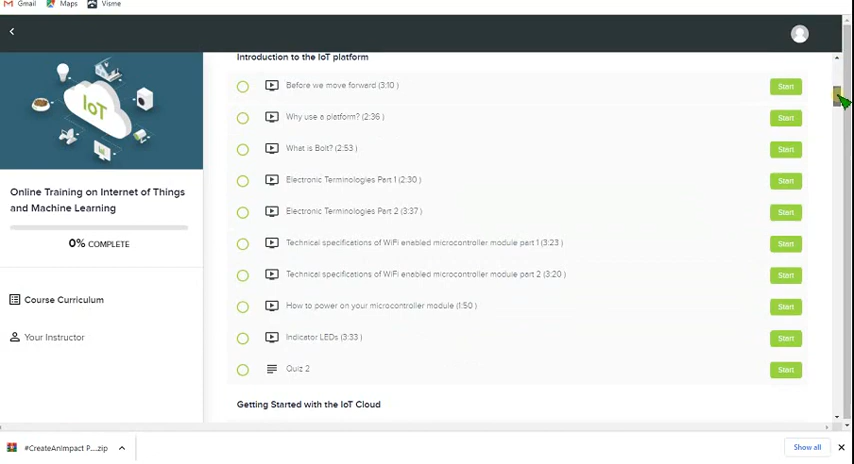 Gmail Maps Visme
Introduction to the IoT platform
Before we move forward (3:10 ) Start
Why use a platform? (2:36 ) Start
What is Bolt? (2:53 ) Start
Electronic Terminologies Part 1 (2:30 ) Start
Electronic Terminologies Part 2 (3:37 ) Start
Technical specifications of WiFi enabled microcontroller module part 1 (3:23 ) Start
Technical specifications of WiFi enabled microcontroller module part 2 (3:20 ) Start
How to power on your microcontroller module (1:50 ) Start
Indicator LEDs (3:33 ) Start
Quiz 2 Start
Getting Started with the IoT Cloud
IoT
Online Training on Internet of Things
and Machine Learning
0% COMPLETE
Course Curriculum
Your Instructor
#CreateAnImpact P....zip
Show all